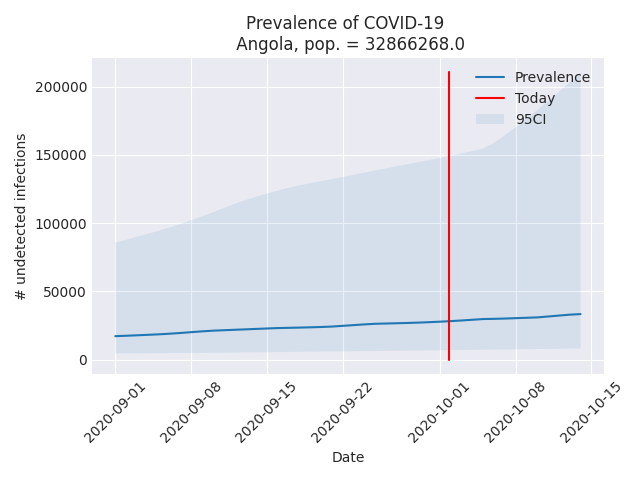 Prevalence of COVID-19
Angola, pop. = 32866268.0
Prevalence
Today
95CI
200000
150000
100000
50000
0
# undetected infections
2020-09-01
2020-09-08
2020-09-15
2020-09-22
2020-10-01
2020-10-08
2020-10-15
Date